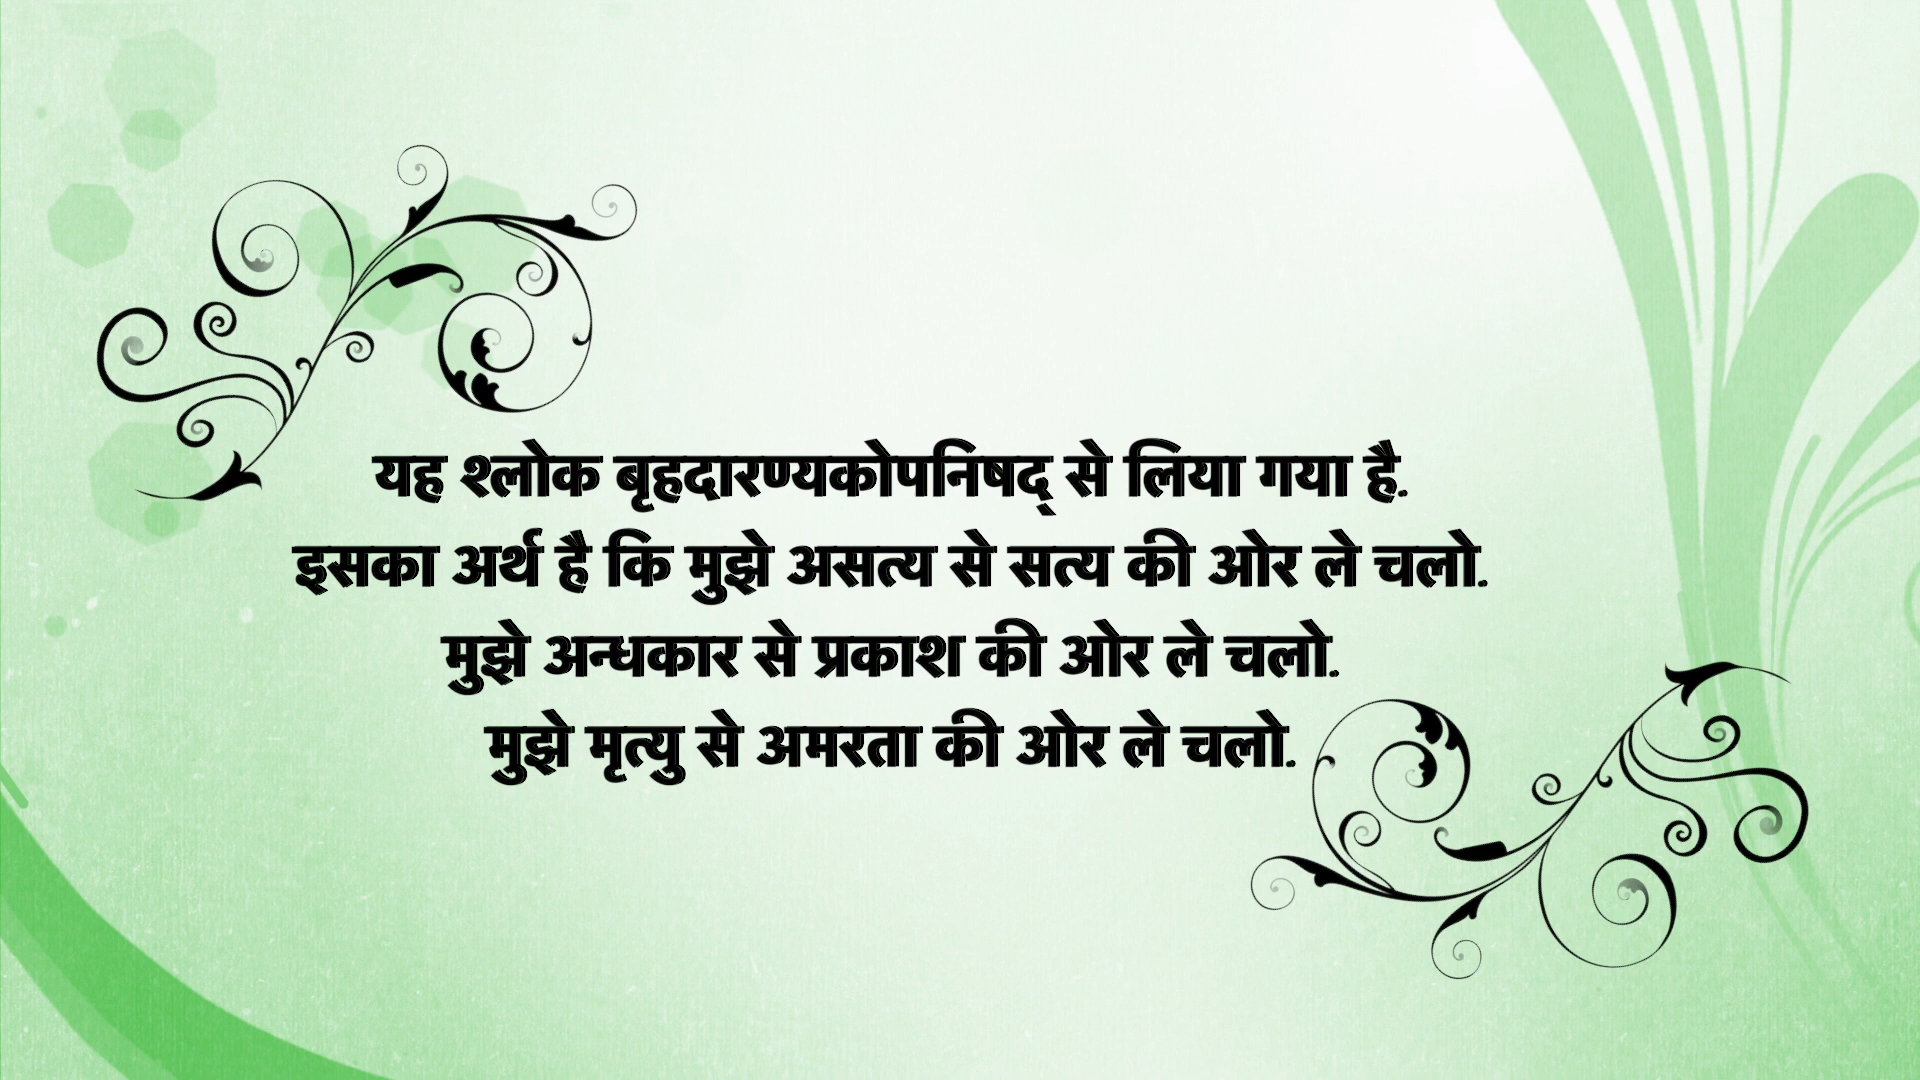 यह श्लोक बृहदारण्यकोपनिषद् से लिया गया है.
इसका अर्थ है कि मुझे असत्य से सत्य की ओर ले चलो.
मुझे अन्धकार से प्रकाश की ओर ले चलो.
मुझे मृत्यु से अमरता की ओर ले चलो.